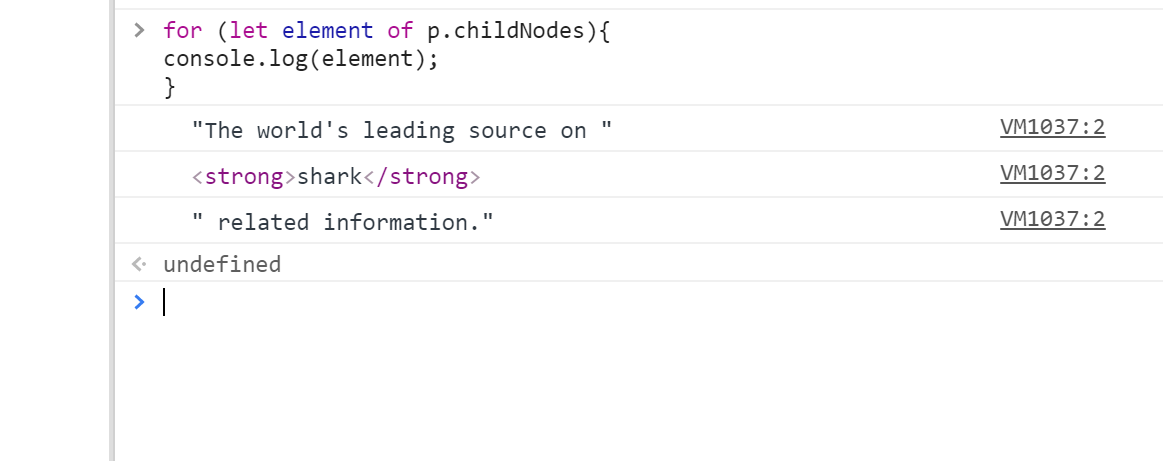 for (let element of p.childNodes){
console.log(element);
}
"The world's leading source on " VM1037:2
<strong>shark</strong> VM1037:2
" related information." VM1037:2
undefined